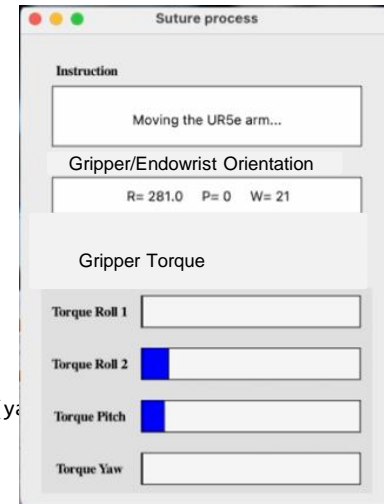 Suture process
Instruction
Moving the UR5e arm...
Gripper/Endowrist Orientation
R= 281.0 P= 0 W= 21
Gripper Torque
Torque Roll 1
Torque Roll 2
Torque Pitch
Torque Yaw